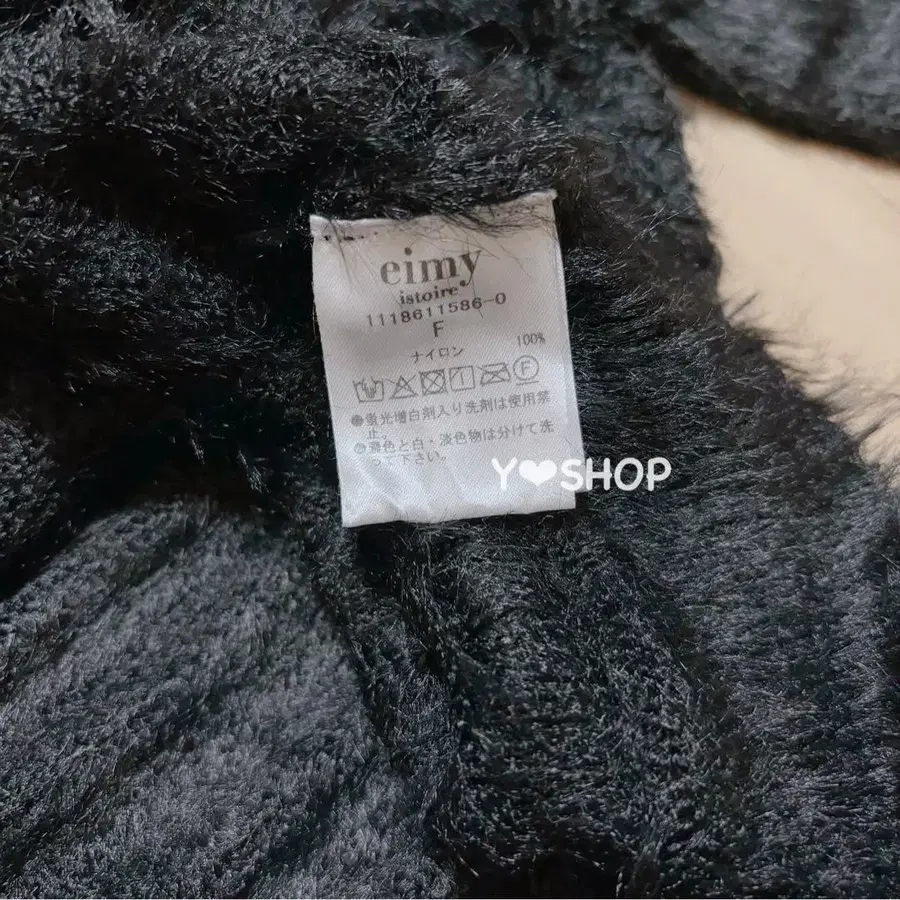 eimy
istoire
1118611586-0
F
ナイロン 100%
F
●蛍光増白剤入り洗剤は使用禁
止。
●濃色と白・淡色物は分けて洗
って下さい。
Y❤SHOP